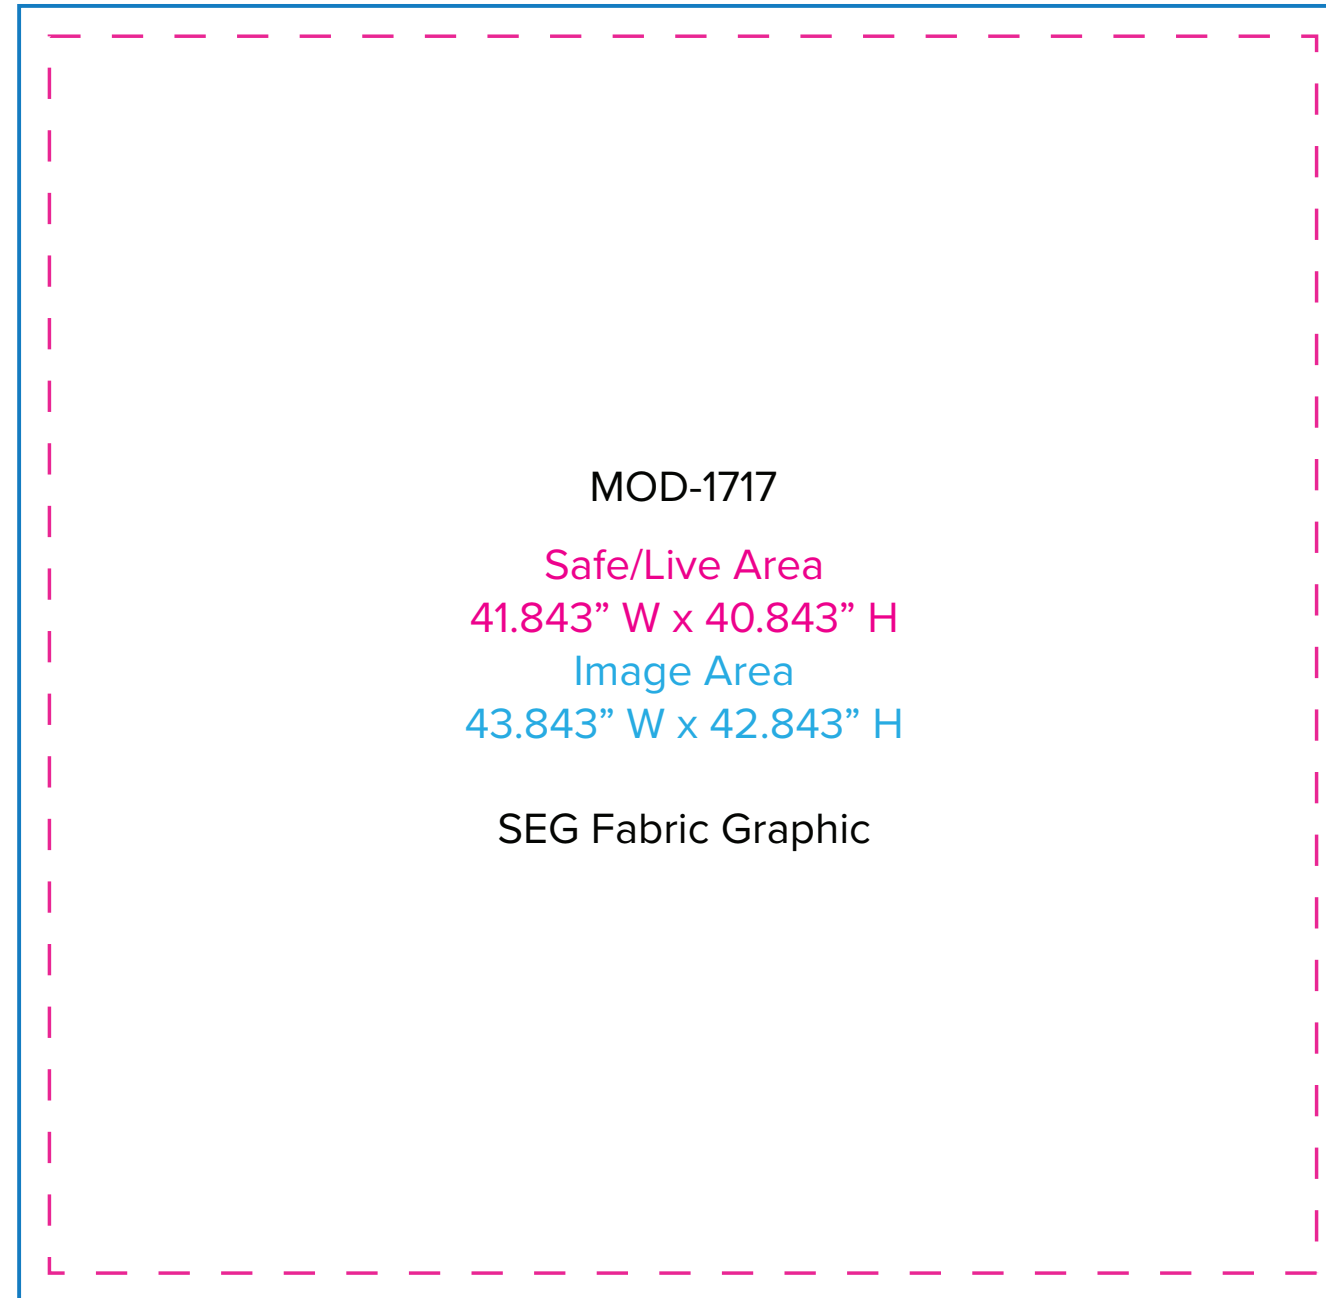 MOD-1717
Safe/Live Area
41.843” W x 40.843” H
Image Area
43.843” W x 42.843” H
SEG Fabric Graphic